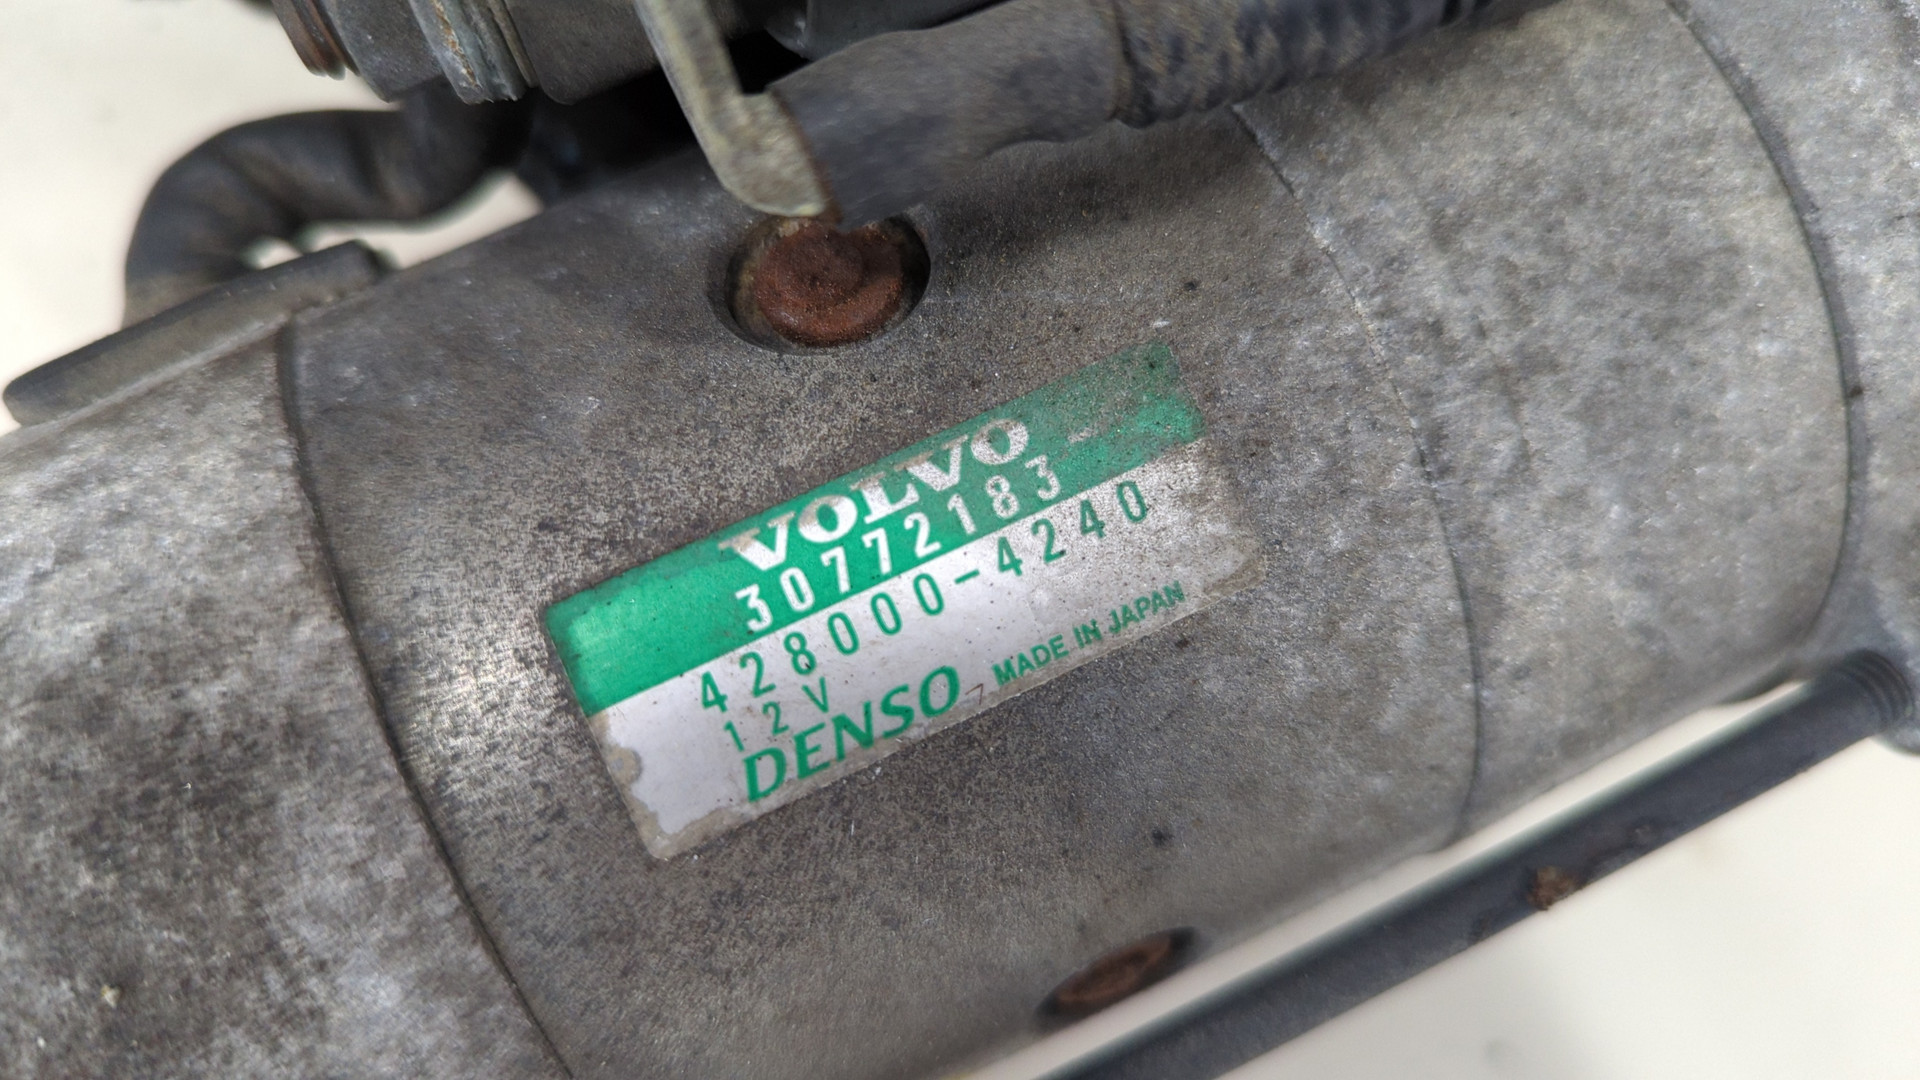 VOLVO
30772183
428000-4240
12V
DENSO MADE IN JAPAN